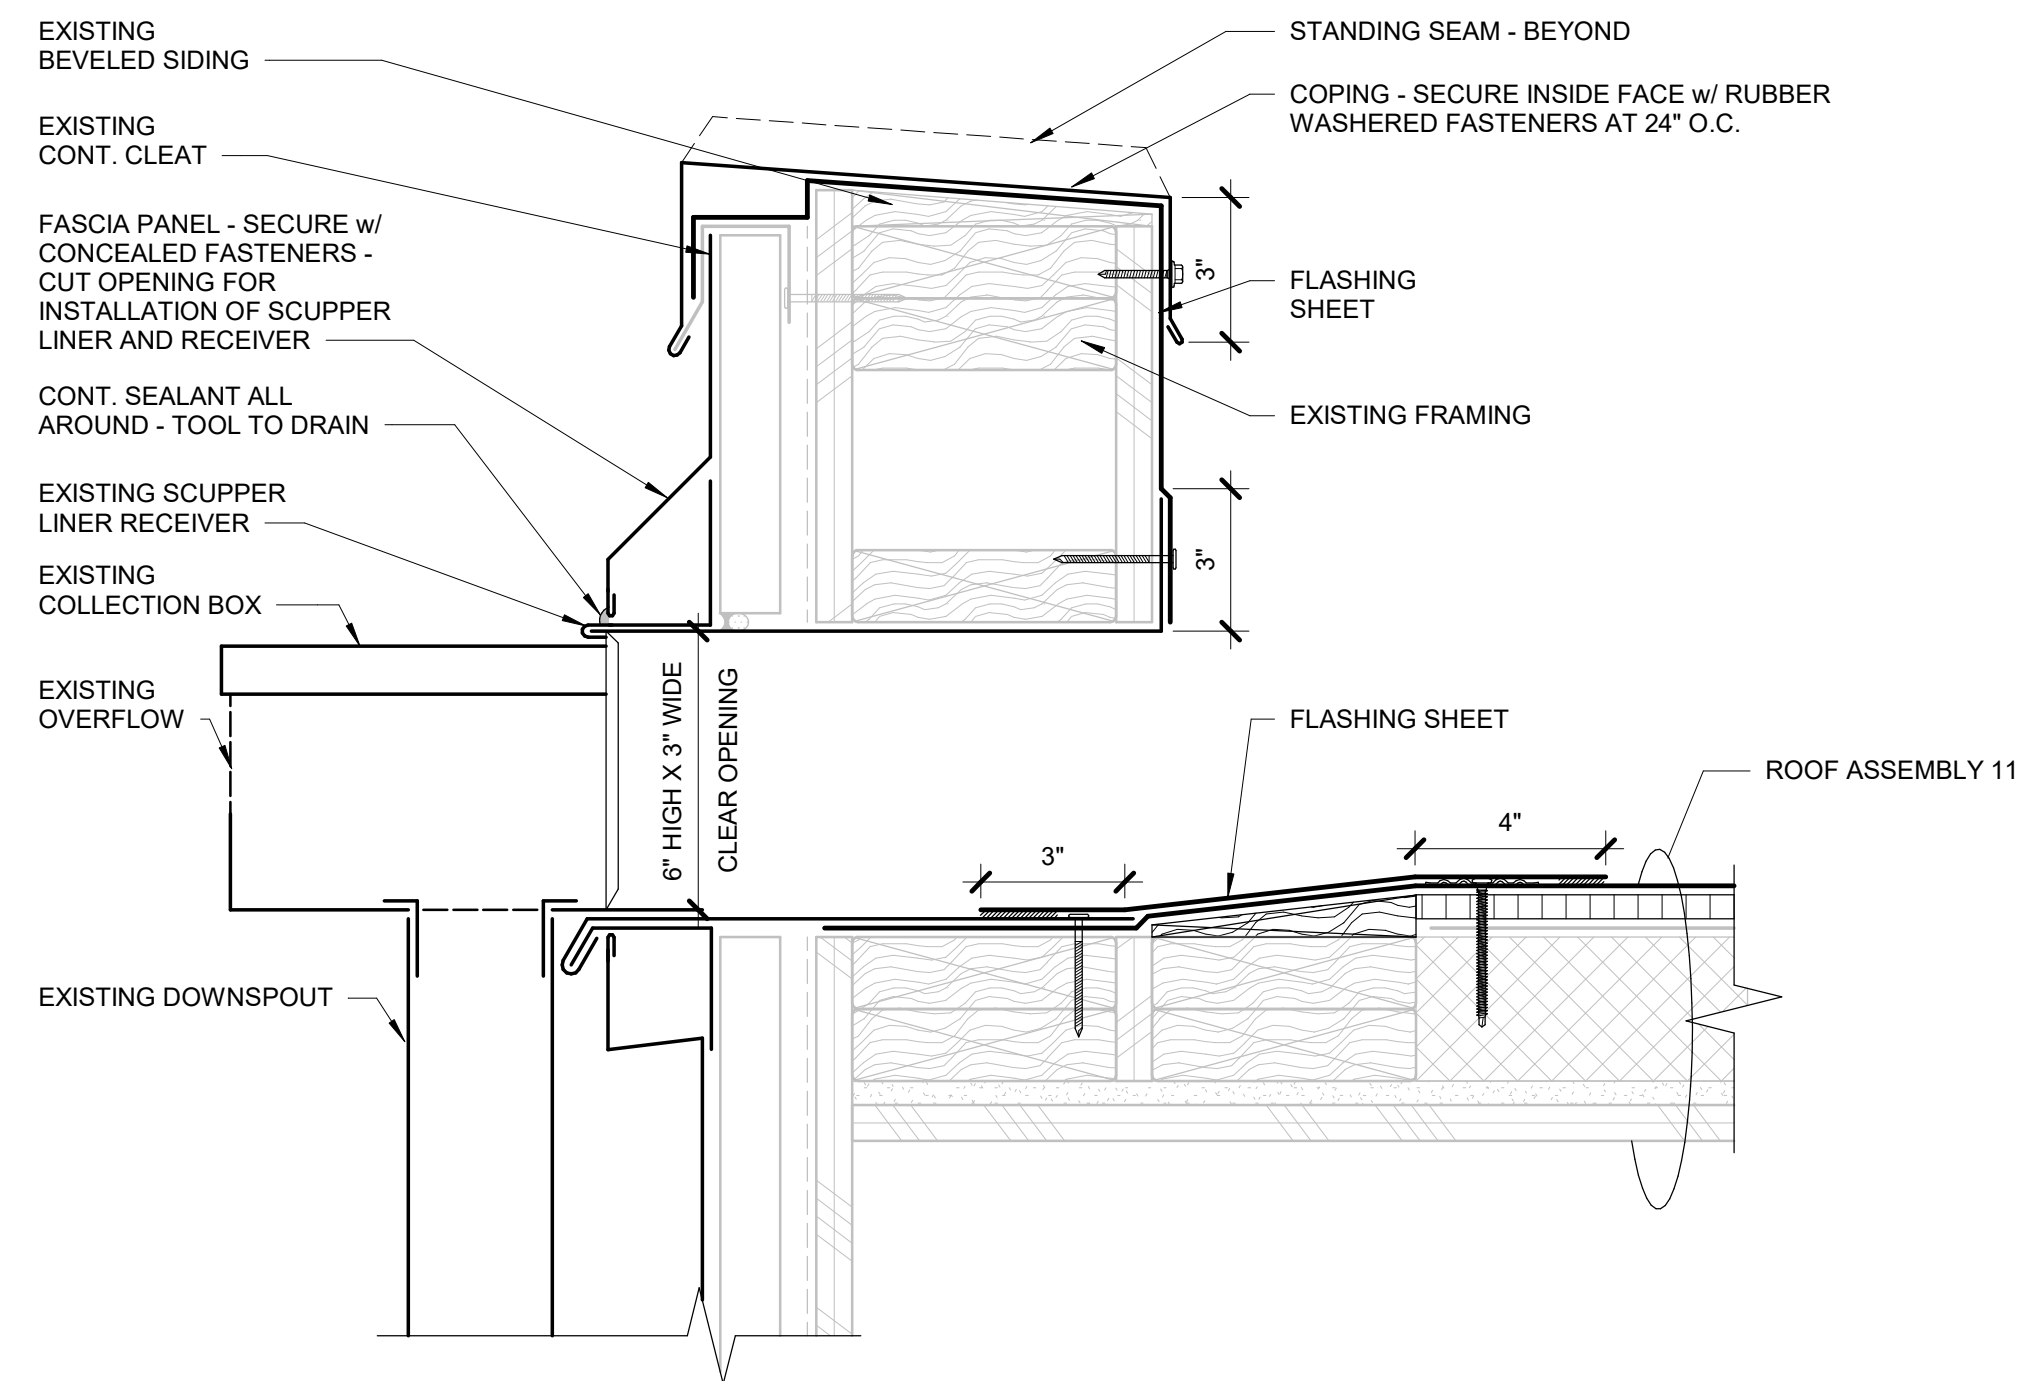 EXISTING
BEVELED SIDING
EXISTING
CONT. CLEAT
FASCIA PANEL - SECURE w/
CONCEALED FASTENERS -
CUT OPENING FOR
INSTALLATION OF SCUPPER
LINER AND RECEIVER
CONT. SEALANT ALL
AROUND - TOOL TO DRAIN
EXISTING SCUPPER
LINER RECEIVER
EXISTING
COLLECTION BOX
EXISTING
OVERFLOW
EXISTING DOWNSPOUT
6" HIGH X 3" WIDE
CLEAR OPENING
STANDING SEAM - BEYOND
COPING - SECURE INSIDE FACE w/ RUBBER
WASHERED FASTENERS AT 24" O.C.
3"
FLASHING
SHEET
EXISTING FRAMING
3"
FLASHING SHEET
ROOF ASSEMBLY 11
3"
4"